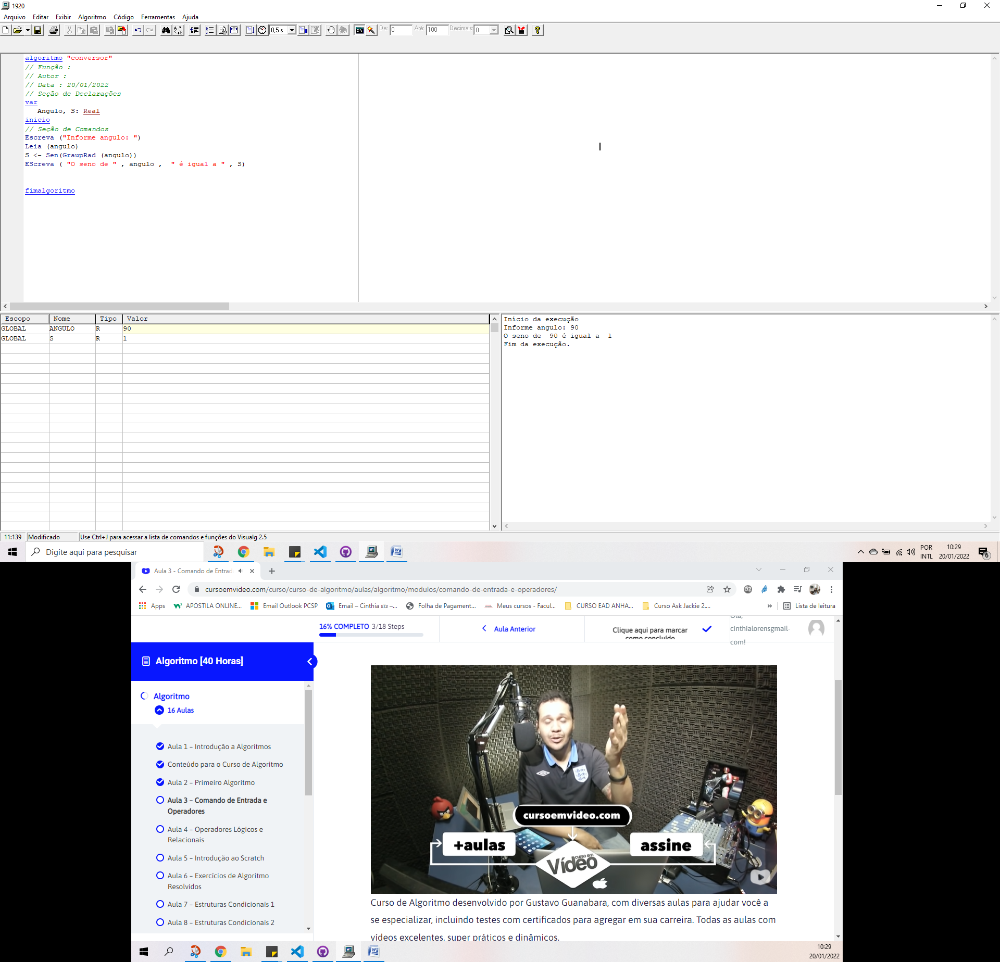 1920
Arquivo Editar Exibir Algoritmo Código Ferramentas Ajuda
0,5 s De: 0 Até: 100 Decimais: 0
algoritmo "conversor"
// Função :
// Autor :
// Data : 20/01/2022
// Seção de Declarações
var
Angulo, S: Real
inicio
// Seção de Comandos
Escreva ("Informe angulo: ")
Leia (angulo)
S <- Sen(GraupRad (angulo))
EScreva ( "O seno de " , angulo , " é igual a " , S)
fimalgoritmo
Escopo Nome Tipo Valor
GLOBAL ANGULO R 90
GLOBAL S R 1
Início da execução
Informe angulo: 90
O seno de  90 é igual a  1
Fim da execução.
11:139 Modificado Use Ctrl+J para acessar a lista de comandos e funções do Visualg 2.5
Digite aqui para pesquisar
POR
INTL
10:29
20/01/2022
6
Aula 3 - Comando de Entrad
cursoemvideo.com/curso/curso-de-algoritmo/aulas/algoritmo/modulos/comando-de-entrada-e-operadores/
Apps APOSTILA ONLINE... Email Outlook PCSP Email – Cinthia εïз –... Folha de Pagament... Meus cursos - Facul... CURSO EAD ANHA... Curso Ask Jackie 2.... » Lista de leitura
16% COMPLETO 3/18 Steps
Aula Anterior
Clique aqui para marcar
como concluído
Olá,
cinthialorensgmail-
com!
Algoritmo [40 Horas]
Algoritmo
16 Aulas
Aula 1 – Introdução a Algoritmos
Conteúdo para o Curso de Algoritmo
Aula 2 – Primeiro Algoritmo
Aula 3 – Comando de Entrada e
Operadores
Aula 4 – Operadores Lógicos e
Relacionais
Aula 5 – Introdução ao Scratch
Aula 6 – Exercícios de Algoritmo
Resolvidos
Aula 7 – Estruturas Condicionais 1
Aula 8 – Estruturas Condicionais 2
cursoemvideo.com
+aulas
assine
curso em
Vídeo
Curso de Algoritmo desenvolvido por Gustavo Guanabara, com diversas aulas para ajudar você a
se especializar, incluindo testes com certificados para agregar em sua carreira. Todas as aulas com
vídeos excelentes, super práticos e dinâmicos.
10:29
20/01/2022